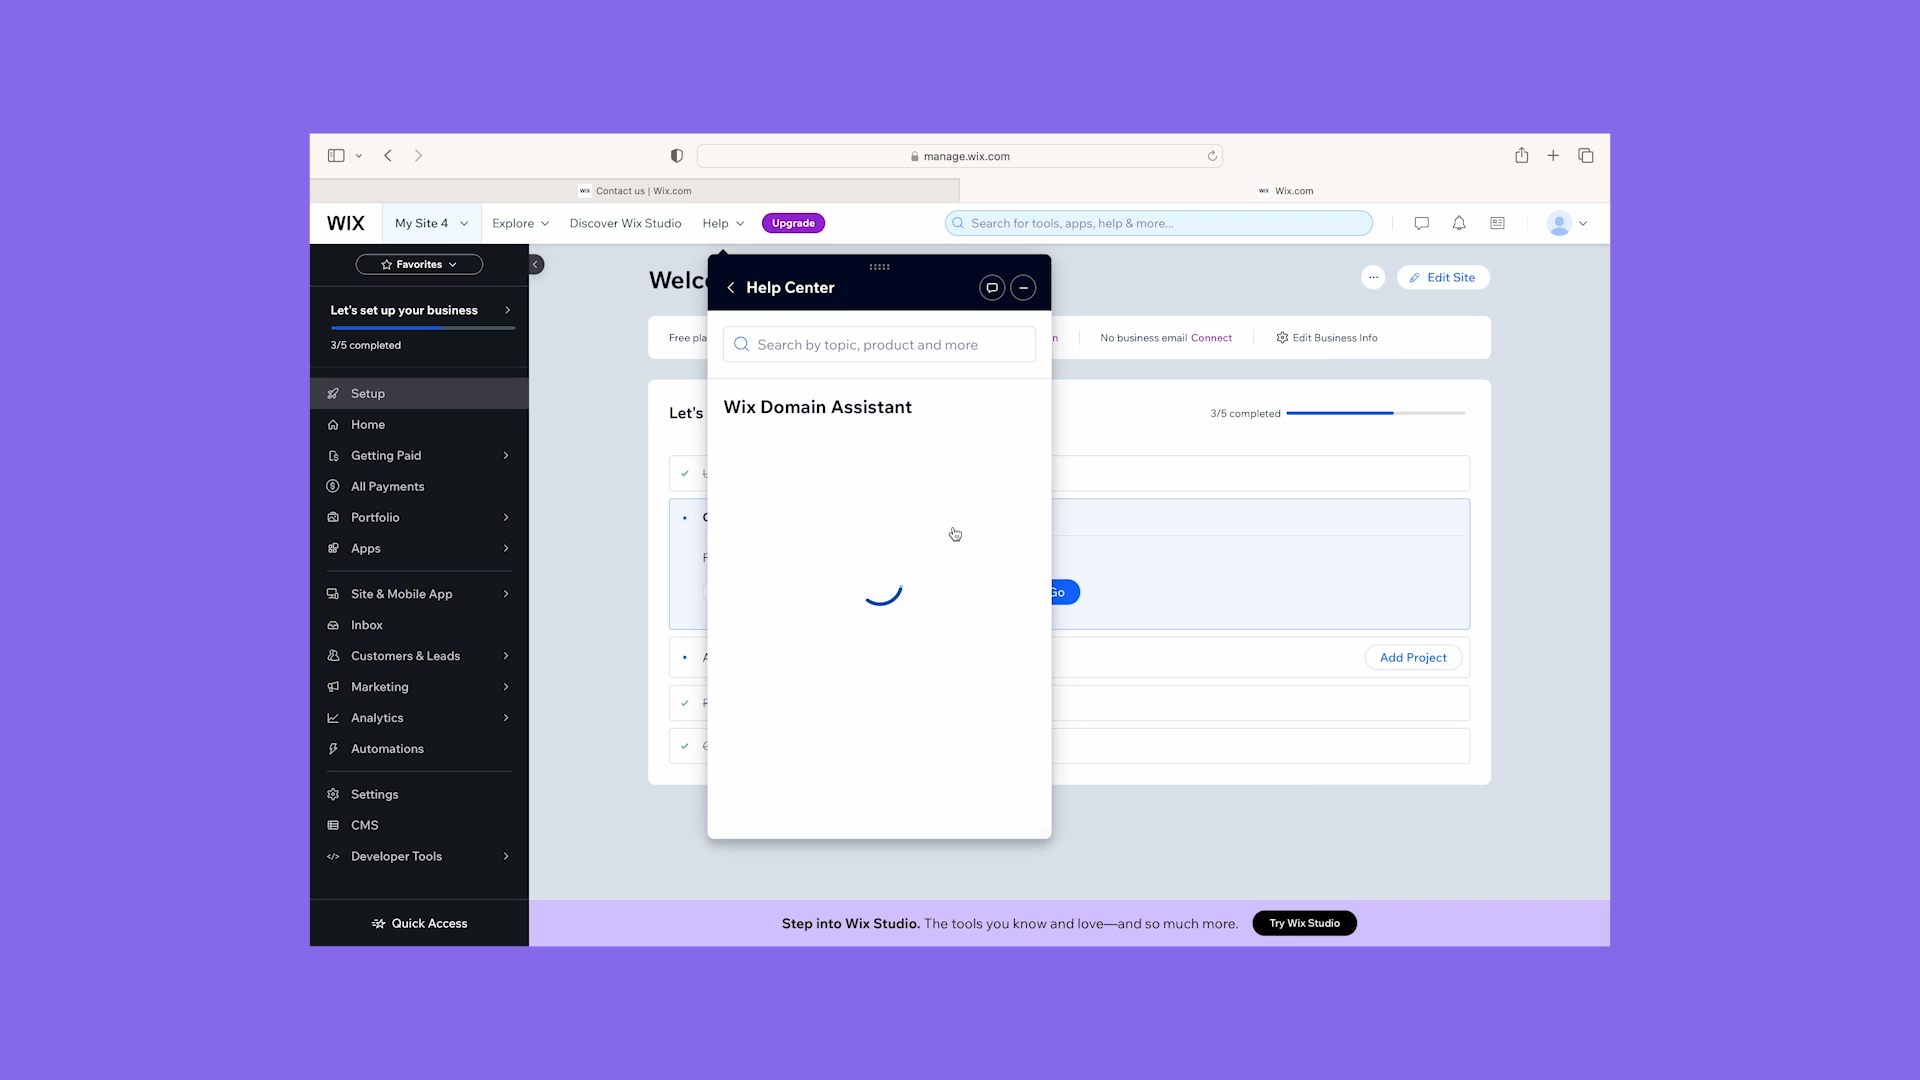 manage.wix.com
WIX Contact us | Wix.com
WIX Wix.com
WIX
My Site 4
Explore
Discover Wix Studio
Help
Upgrade
Search for tools, apps, help & more...
Favorites
Let's set up your business
3/5 completed
Setup
Home
Getting Paid
All Payments
Portfolio
Apps
Site & Mobile App
Inbox
Customers & Leads
Marketing
Analytics
Automations
Settings
CMS
Developer Tools
Quick Access
Edit Site
Free
No business email Connect
Edit Business Info
Let's
3/5 completed
Go
Add Project
Help Center
Search by topic, product and more
Wix Domain Assistant
Step into Wix Studio. The tools you know and love—and so much more.
Try Wix Studio